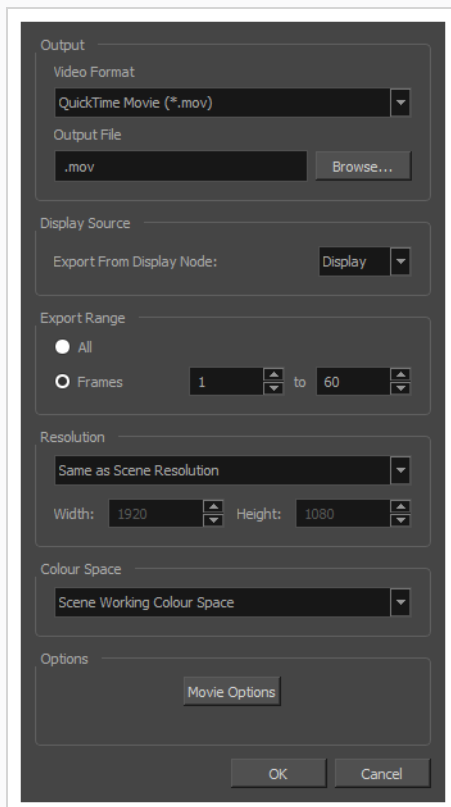 Output
Video Format
QuickTime Movie (*.mov)
Output File
.mov Browse...
Display Source
Export From Display Node: Display
Export Range
All
Frames 1 to 60
Resolution
Same as Scene Resolution
Width: 1920 Height: 1080
Colour Space
Scene Working Colour Space
Options
Movie Options
OK Cancel